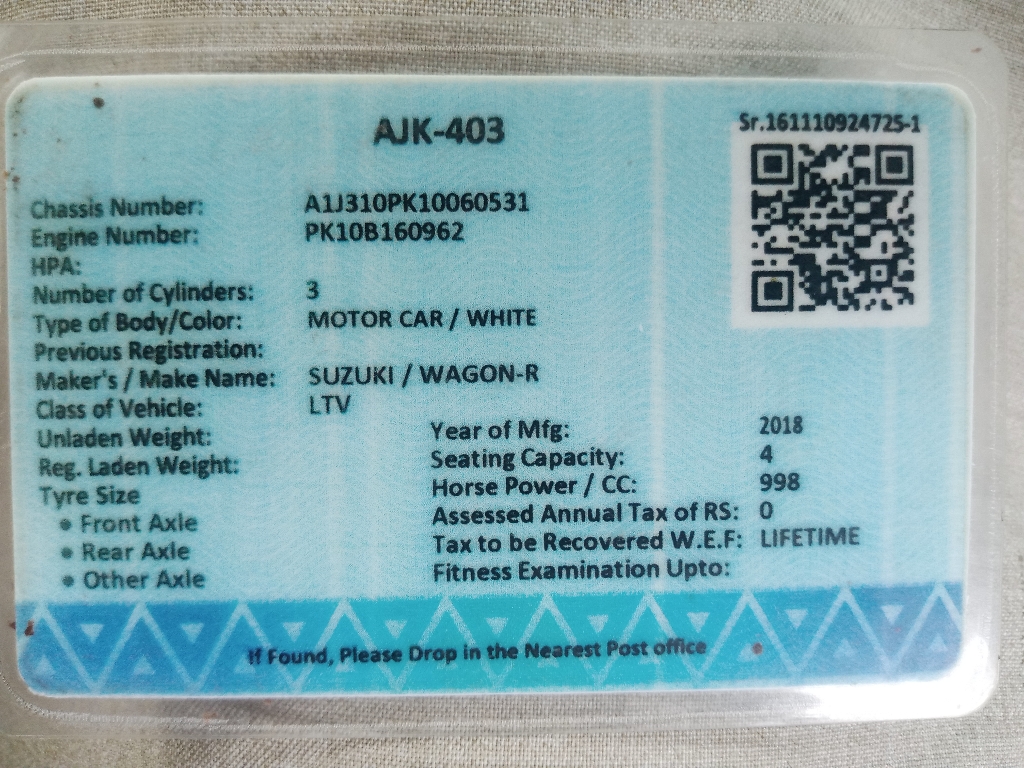 AJK-403
Sr.161110924725-1
Chassis Number: A1J310PK10060531
Engine Number: PK10B160962
HPA:
Number of Cylinders: 3
Type of Body/Color: MOTOR CAR / WHITE
Previous Registration:
Maker's / Make Name: SUZUKI / WAGON-R
Class of Vehicle: LTV
Unladen Weight:
Reg. Laden Weight:
Tyre Size
• Front Axle
• Rear Axle
• Other Axle
Year of Mfg: 2018
Seating Capacity: 4
Horse Power / CC: 998
Assessed Annual Tax of RS: 0
Tax to be Recovered W.E.F: LIFETIME
Fitness Examination Upto:
If Found, Please Drop in the Nearest Post office